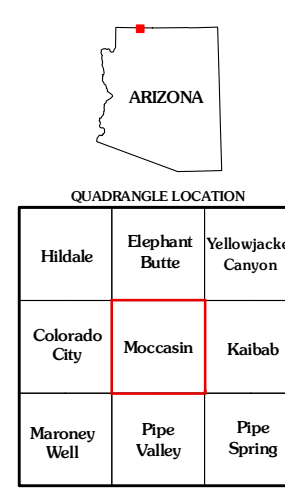 ARIZONA
QUADRANGLE LOCATION
Hildale
Elephant
Butte
Yellowjacke
Canyon
Colorado
City
Moccasin
Kaibab
Maroney
Well
Pipe
Valley
Pipe
Spring